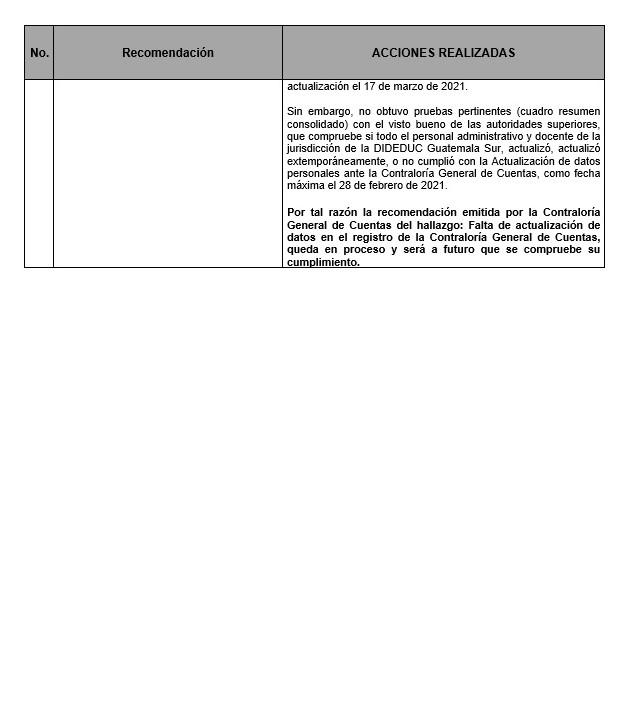 No.
Recomendación
ACCIONES REALIZADAS
actualización el 17 de marzo de 2021.
Sin embargo, no obtuvo pruebas pertinentes (cuadro resumen
consolidado) con el visto bueno de las autoridades superiores,
que compruebe si todo el personal administrativo y docente de la
jurisdicción de la DIDEDUC Guatemala Sur, actualizó, actualizó
extemporáneamente, o no cumplió con la Actualización de datos
personales ante la Contraloría General de Cuentas, como fecha
máxima el 28 de febrero de 2021.
Por tal razón la recomendación emitida por la Contraloría
General de Cuentas del hallazgo: Falta de actualización de
datos en el registro de la Contraloría General de Cuentas,
queda en proceso y será a futuro que se compruebe su
cumplimiento.